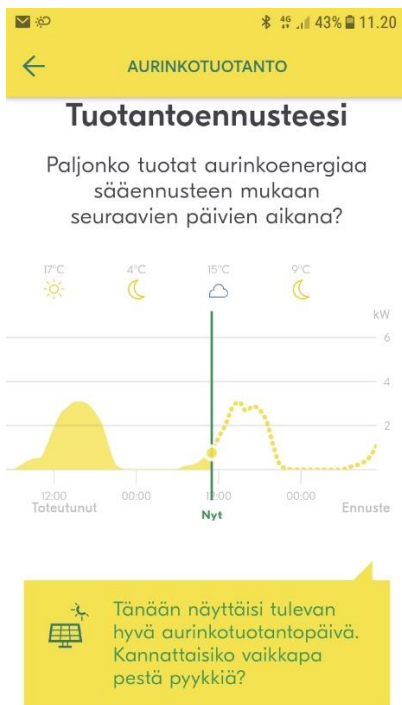 4G 43% 11.20
AURINKOTUOTANTO
Tuotantoennusteesi
Paljonko tuotat aurinkoenergiaa
sääennusteen mukaan
seuraavien päivien aikana?
17°C 4°C 15°C 9°C
kW
6
4
2
12:00 00:00 12:00 00:00
Toteutunut Nyt Ennuste
Tänään näyttäisi tulevan
hyvä aurinkotuotantopäivä.
Kannattaisiko vaikkapa
pestä pyykkiä?